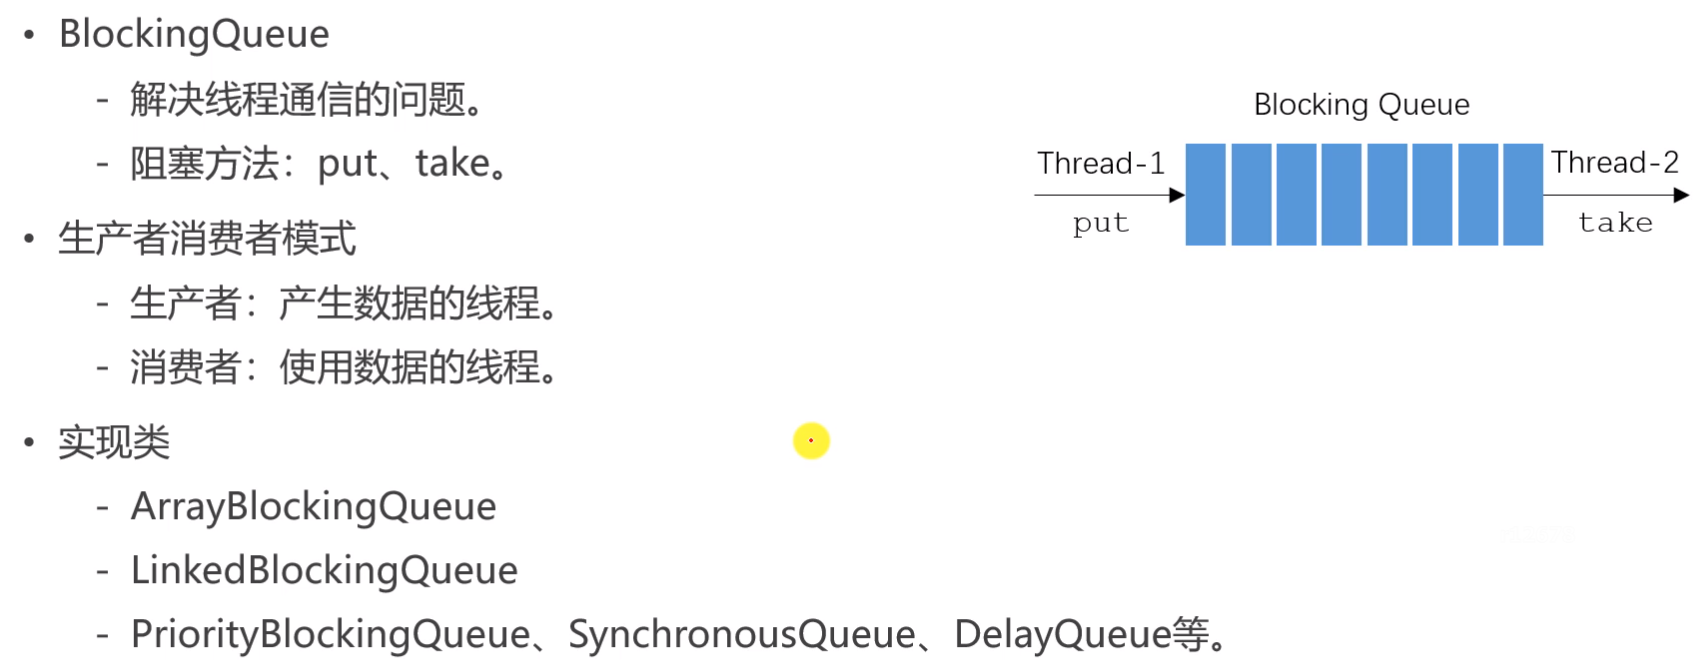 • BlockingQueue
- 解决线程通信的问题。
- 阻塞方法：put、take。
• 生产者消费者模式
- 生产者：产生数据的线程。
- 消费者：使用数据的线程。
• 实现类
- ArrayBlockingQueue
- LinkedBlockingQueue
- PriorityBlockingQueue、SynchronousQueue、DelayQueue等。
Blocking Queue
Thread-1
put
Thread-2
take